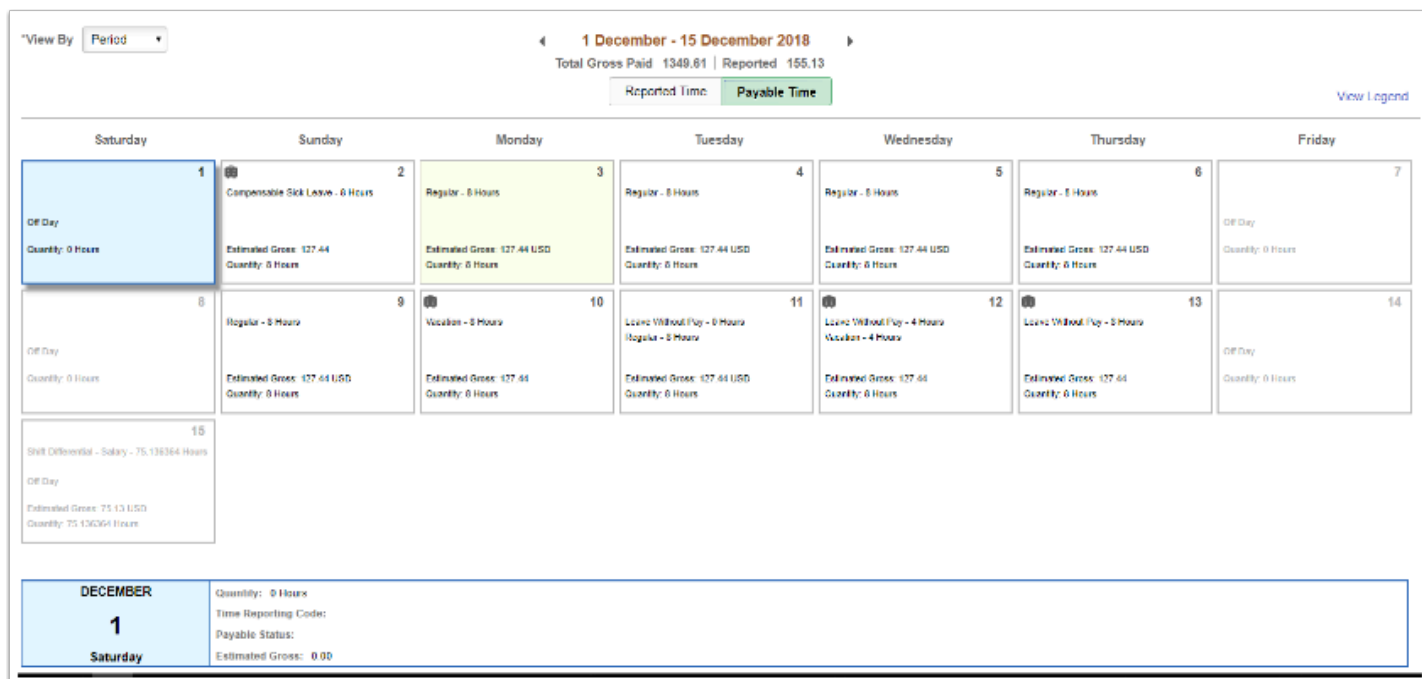 *View By Period
1 December - 15 December 2018
Total Gross Paid 1349.61 | Reported 155.13
Reported Time Payable Time
View Legend
Saturday Sunday Monday Tuesday Wednesday Thursday Friday
1
Off Day
Quantity: 0 Hours
2
Compensable Sick Leave - 8 Hours
Estimated Gross: 127.44
Quantity: 8 Hours
3
Regular - 8 Hours
Estimated Gross: 127.44 USD
Quantity: 8 Hours
4
Regular - 8 Hours
Estimated Gross: 127.44 USD
Quantity: 8 Hours
5
Regular - 8 Hours
Estimated Gross: 127.44 USD
Quantity: 8 Hours
6
Regular - 8 Hours
Estimated Gross: 127.44 USD
Quantity: 8 Hours
7
Off Day
Quantity: 0 Hours
8
Off Day
Quantity: 0 Hours
9
Regular - 8 Hours
Estimated Gross: 127.44 USD
Quantity: 8 Hours
10
Vacation - 8 Hours
Estimated Gross: 127.44
Quantity: 8 Hours
11
Leave Without Pay - Hours
Regular - 8 Hours
Estimated Gross: 127.44 USD
Quantity: 8 Hours
12
Leave Without Pay - 4 Hours
Vacation - 4 Hours
Estimated Gross: 127.44
Quantity: 8 Hours
13
Leave Without Pay - 8 Hours
Estimated Gross: 127.44
Quantity: 8 Hours
14
Off Day
Quantity: 0 Hours
15
Shift Differential - Salary - 75.136364 Hours
Off Day
Estimated Gross: 75.13 USD
Quantity: 75.136364 Hours
DECEMBER
1
Saturday
Quantity: 0 Hours
Time Reporting Code:
Payable Status:
Estimated Gross: 0.00